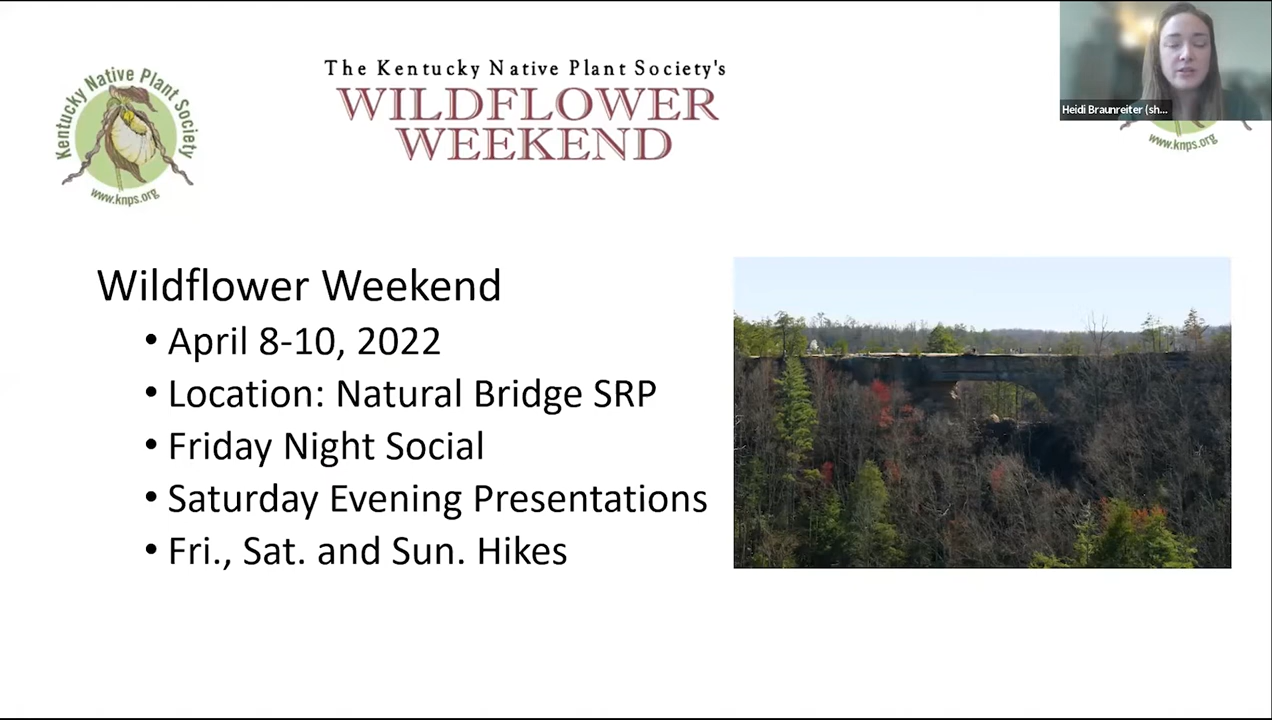 Kentucky Native Plant Society
www.knps.org
The Kentucky Native Plant Society's
WILDFLOWER
WEEKEND
Heidi Braunreiter (sh...
www.knps.org
Wildflower Weekend
• April 8-10, 2022
• Location: Natural Bridge SRP
• Friday Night Social
• Saturday Evening Presentations
• Fri., Sat. and Sun. Hikes